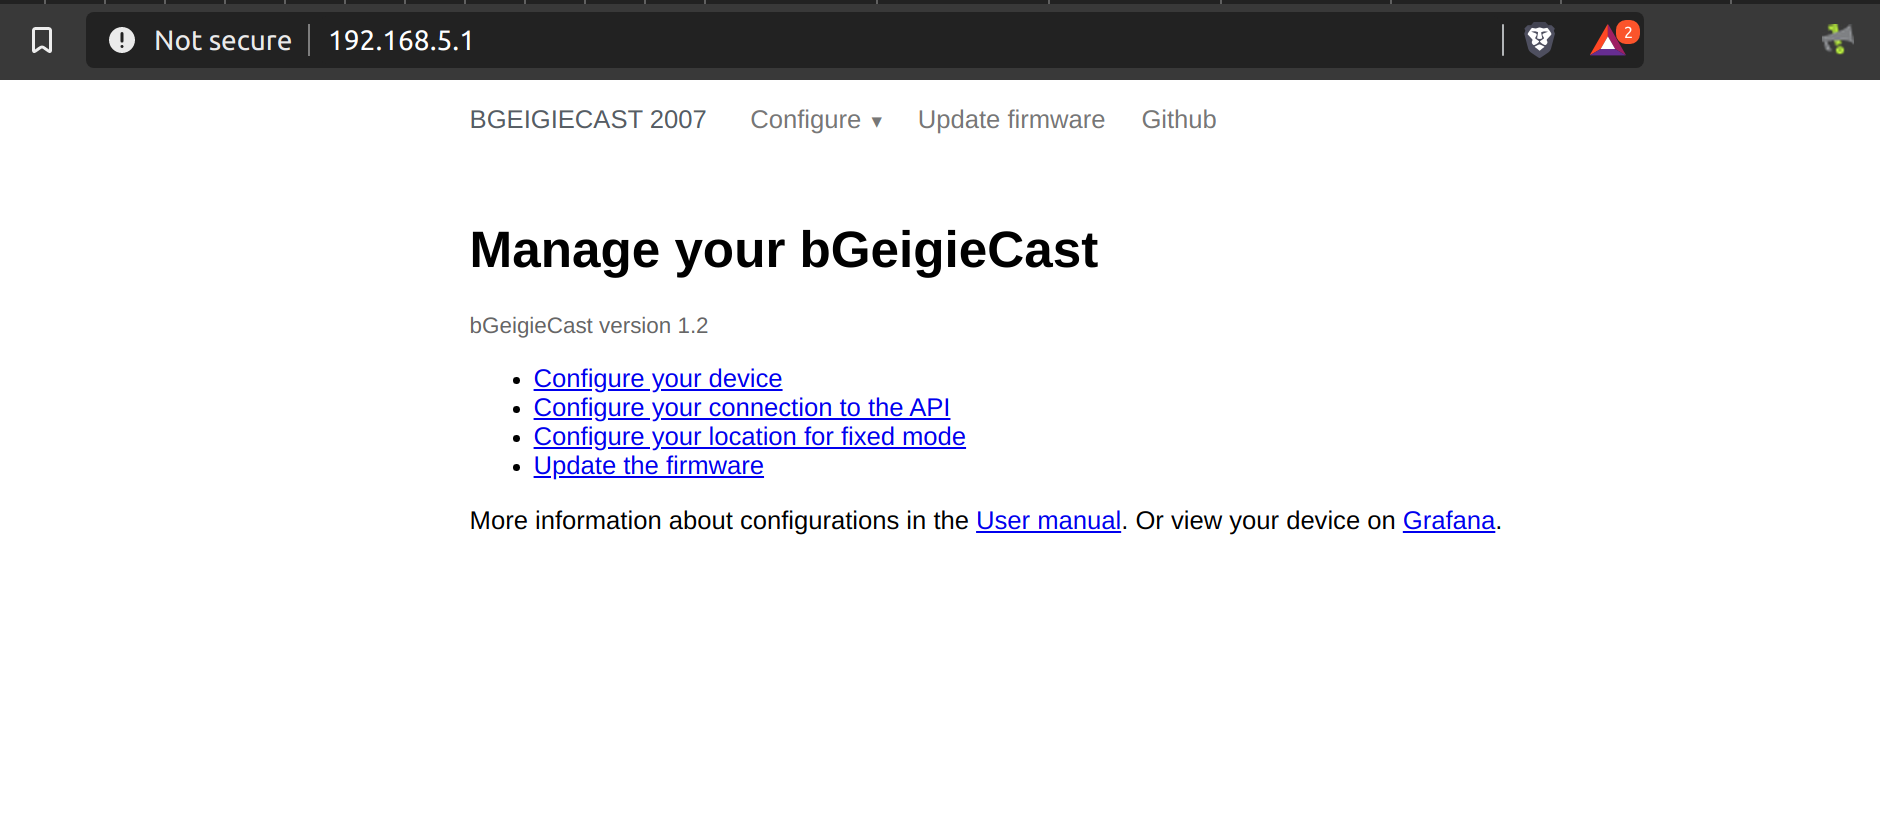 Not secure 192.168.5.1
2
BGEIGIECAST 2007 Configure ▾ Update firmware Github
Manage your bGeigieCast
bGeigieCast version 1.2
Configure your device
Configure your connection to the API
Configure your location for fixed mode
Update the firmware
More information about configurations in the User manual. Or view your device on Grafana.